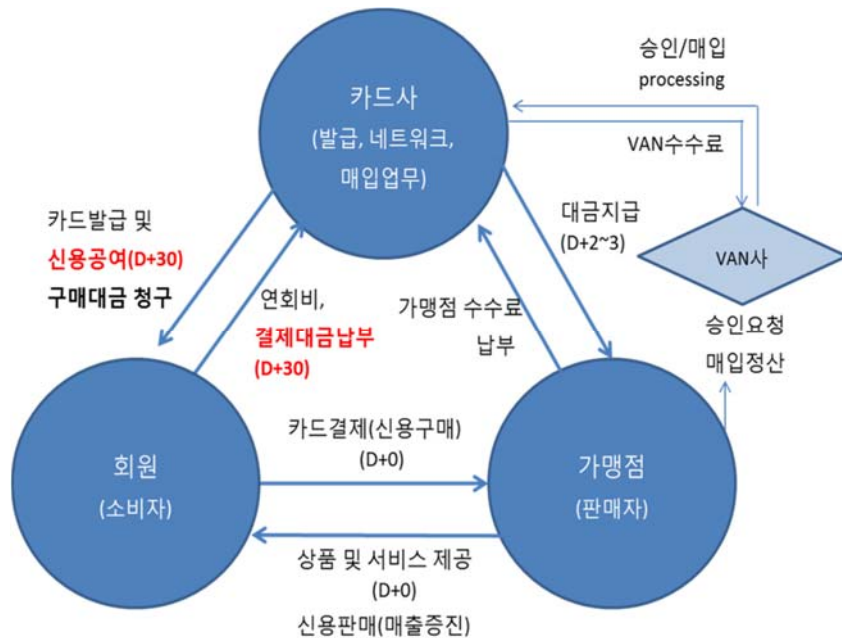 승인/매입
processing
카드사
(발급, 네트워크,
매입업무)
VAN수수료
카드발급 및
신용공여(D+30)
구매대금 청구
대금지급
(D+2~3)
VAN사
연회비,
결제대금납부
(D+30)
가맹점 수수료
납부
승인요청
매입정산
회원
(소비자)
카드결제(신용구매)
(D+0)
가맹점
(판매자)
상품 및 서비스 제공
(D+0)
신용판매(매출증진)